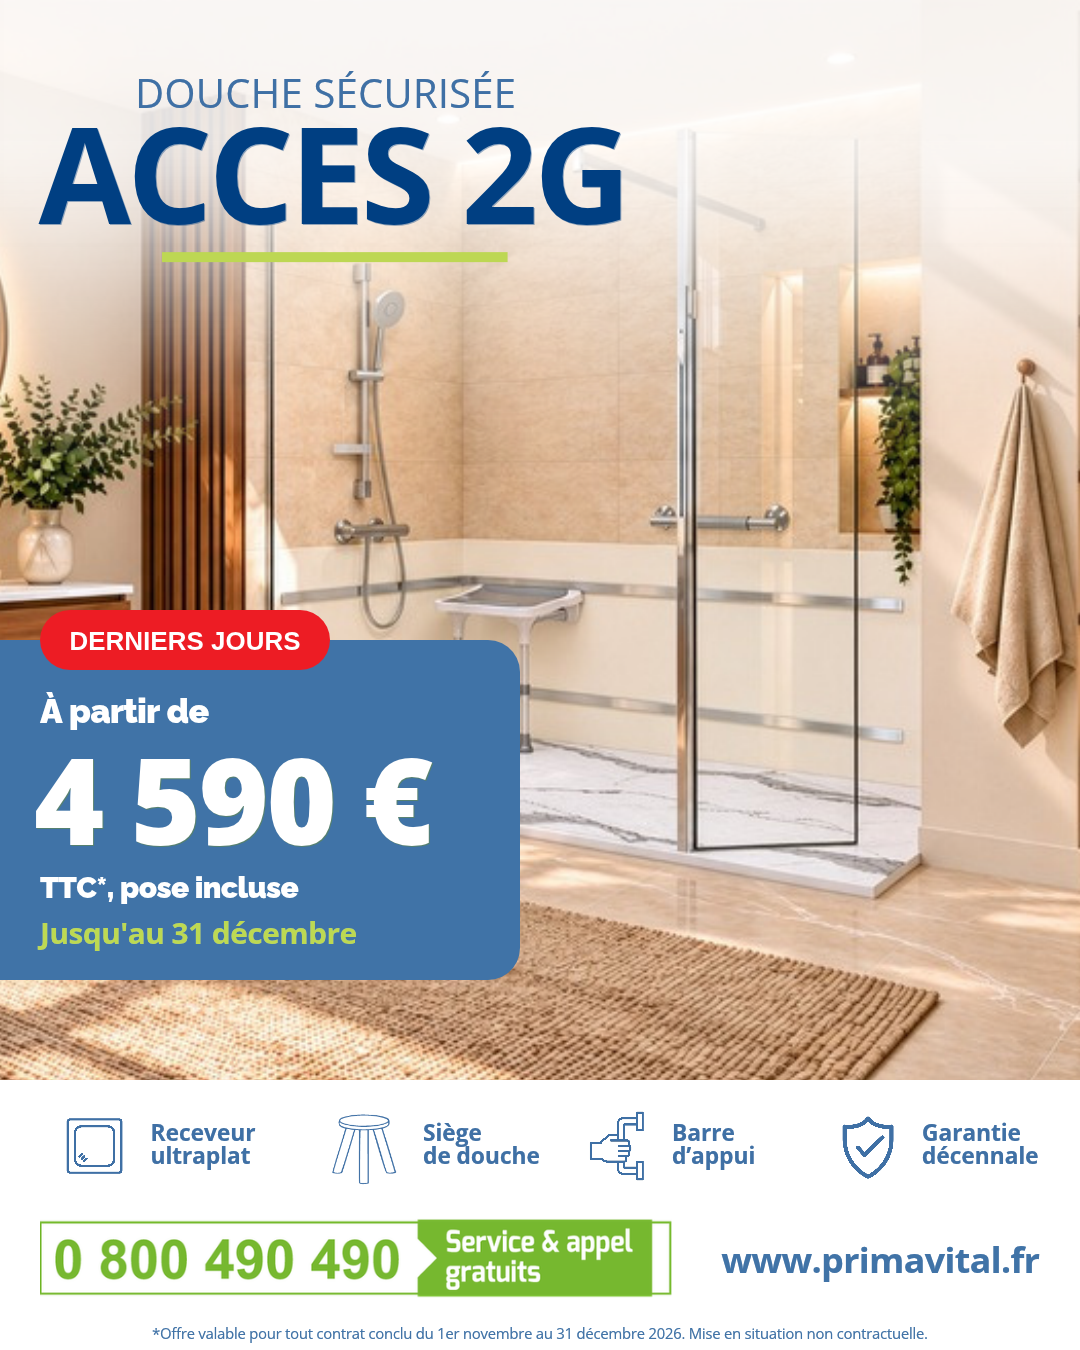 DOUCHE SÉCURISÉE
ACCES 2G
DERNIERS JOURS
À partir de
4 590 €
TTC*, pose incluse
Jusqu'au 31 décembre
Receveur
ultraplat
Siège
de douche
Barre
d’appui
Garantie
décennale
0 800 490 490
Service & appel
gratuits
www.primavital.fr
*Offre valable pour tout contrat conclu du 1er novembre au 31 décembre 2026. Mise en situation non contractuelle.